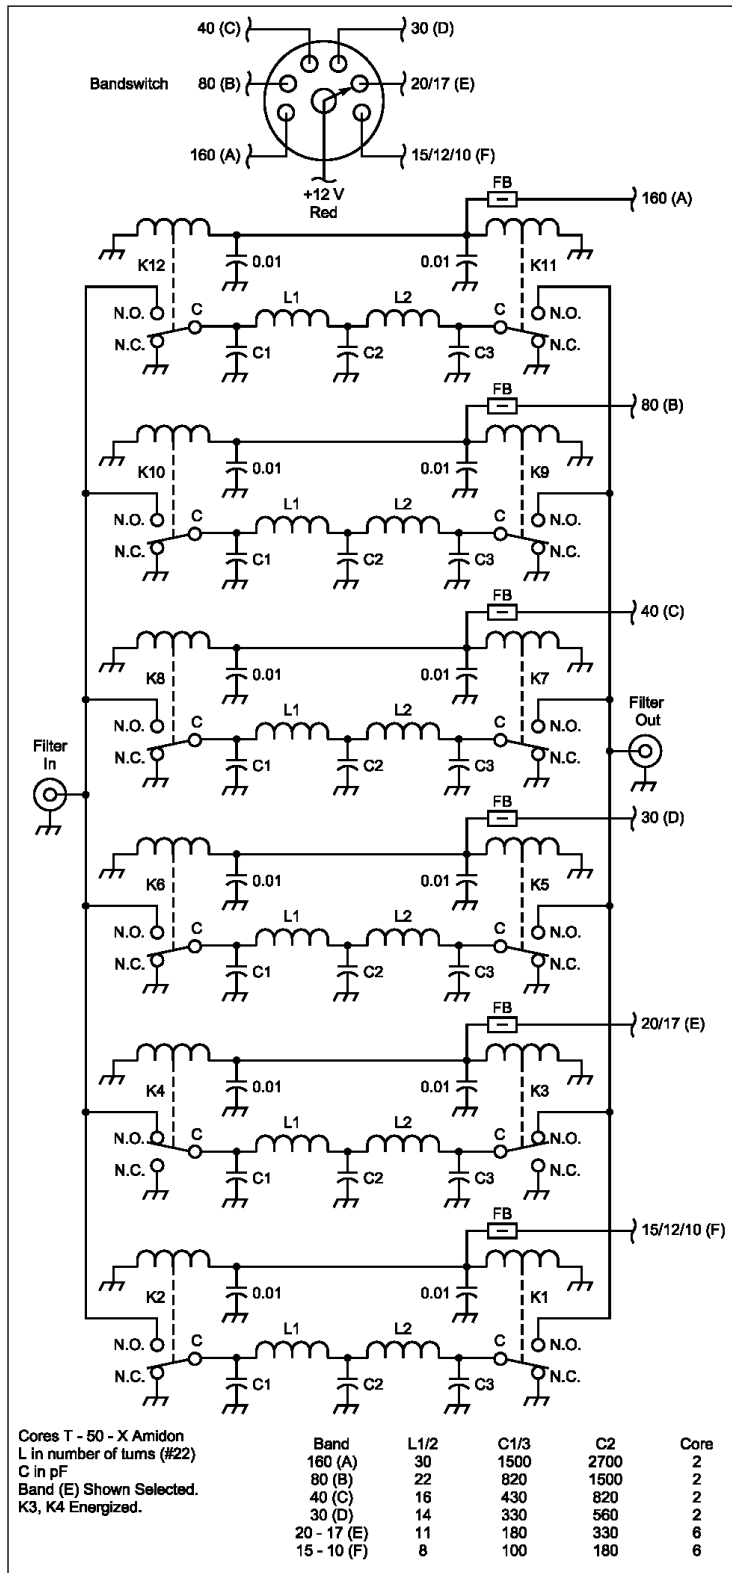 40 (C) 30 (D)
Bandswitch 80 (B) 20/17 (E)
160 (A) 15/12/10 (F)
+12 V
Red
FB 160 (A)
K12 0.01 0.01 K11
N.O. C L1 L2 C N.O.
N.C. C1 C2 C3 N.C.
FB 80 (B)
K10 0.01 0.01 K9
N.O. C L1 L2 C N.O.
N.C. C1 C2 C3 N.C.
FB 40 (C)
K8 0.01 0.01 K7
N.O. C L1 L2 C N.O.
N.C. C1 C2 C3 N.C.
Filter
In
Filter
Out
FB 30 (D)
K6 0.01 0.01 K5
N.O. C L1 L2 C N.O.
N.C. C1 C2 C3 N.C.
FB 20/17 (E)
K4 0.01 0.01 K3
N.O. C L1 L2 C N.O.
N.C. C1 C2 C3 N.C.
FB 15/12/10 (F)
K2 0.01 0.01 K1
N.O. C L1 L2 C N.O.
N.C. C1 C2 C3 N.C.
Cores T - 50 - X Amidon
L in number of turns (#22)
C in pF
Band (E) Shown Selected.
K3, K4 Energized.
Band L1/2 C1/3 C2 Core
160 (A) 30 1500 2700 2
80 (B) 22 820 1500 2
40 (C) 16 430 820 2
30 (D) 14 330 560 2
20 - 17 (E) 11 180 330 6
15 - 10 (F) 8 100 180 6